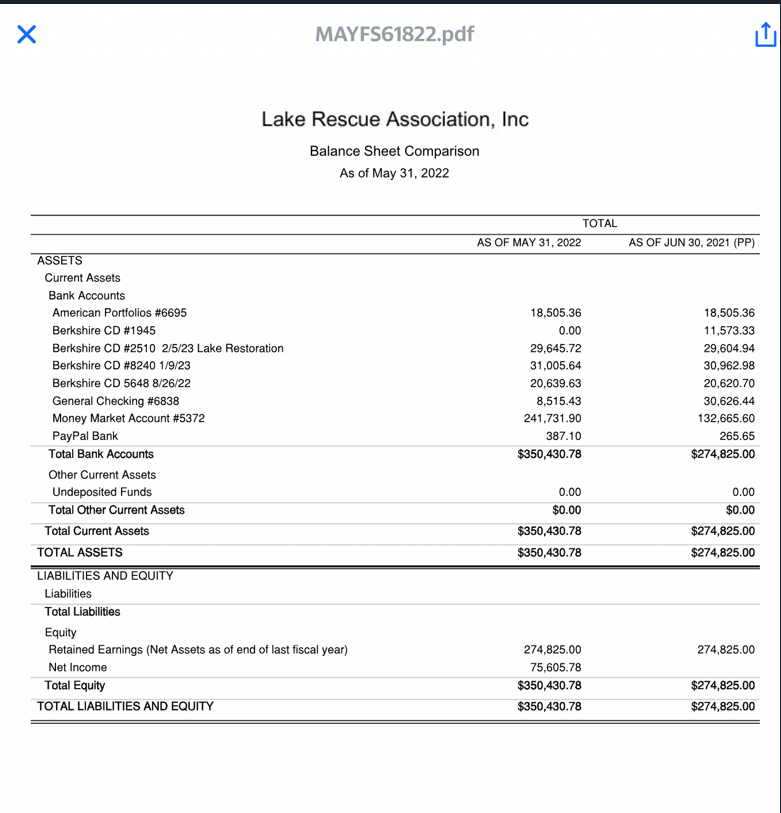 MAYFS61822.pdf
Lake Rescue Association, Inc
Balance Sheet Comparison
As of May 31, 2022
TOTAL
AS OF MAY 31, 2022 AS OF JUN 30, 2021 (PP)
ASSETS
Current Assets
Bank Accounts
American Portfolios #6695 18,505.36 18,505.36
Berkshire CD #1945 0.00 11,573.33
Berkshire CD #2510 2/5/23 Lake Restoration 29,645.72 29,604.94
Berkshire CD #8240 1/9/23 31,005.64 30,962.98
Berkshire CD 5648 8/26/22 20,639.63 20,620.70
General Checking #6838 8,515.43 30,626.44
Money Market Account #5372 241,731.90 132,665.60
PayPal Bank 387.10 265.65
Total Bank Accounts $350,430.78 $274,825.00
Other Current Assets
Undeposited Funds 0.00 0.00
Total Other Current Assets $0.00 $0.00
Total Current Assets $350,430.78 $274,825.00
TOTAL ASSETS $350,430.78 $274,825.00
LIABILITIES AND EQUITY
Liabilities
Total Liabilities
Equity
Retained Earnings (Net Assets as of end of last fiscal year) 274,825.00 274,825.00
Net Income 75,605.78
Total Equity $350,430.78 $274,825.00
TOTAL LIABILITIES AND EQUITY $350,430.78 $274,825.00